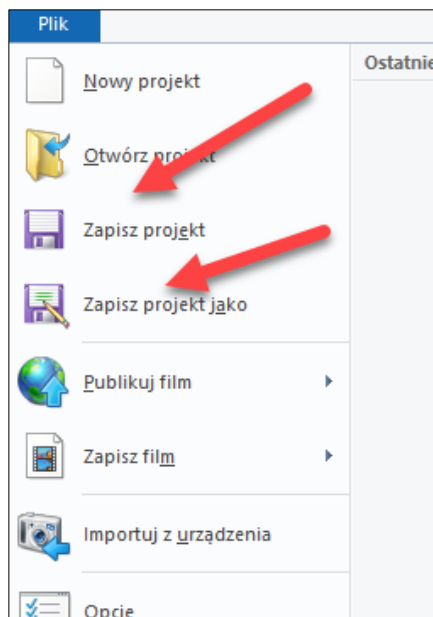 Plik
Ostatnie
Nowy projekt
Otwórz projekt
Zapisz projekt
Zapisz projekt jako
Publikuj film
Zapisz film
Importuj z urządzenia
Opcje